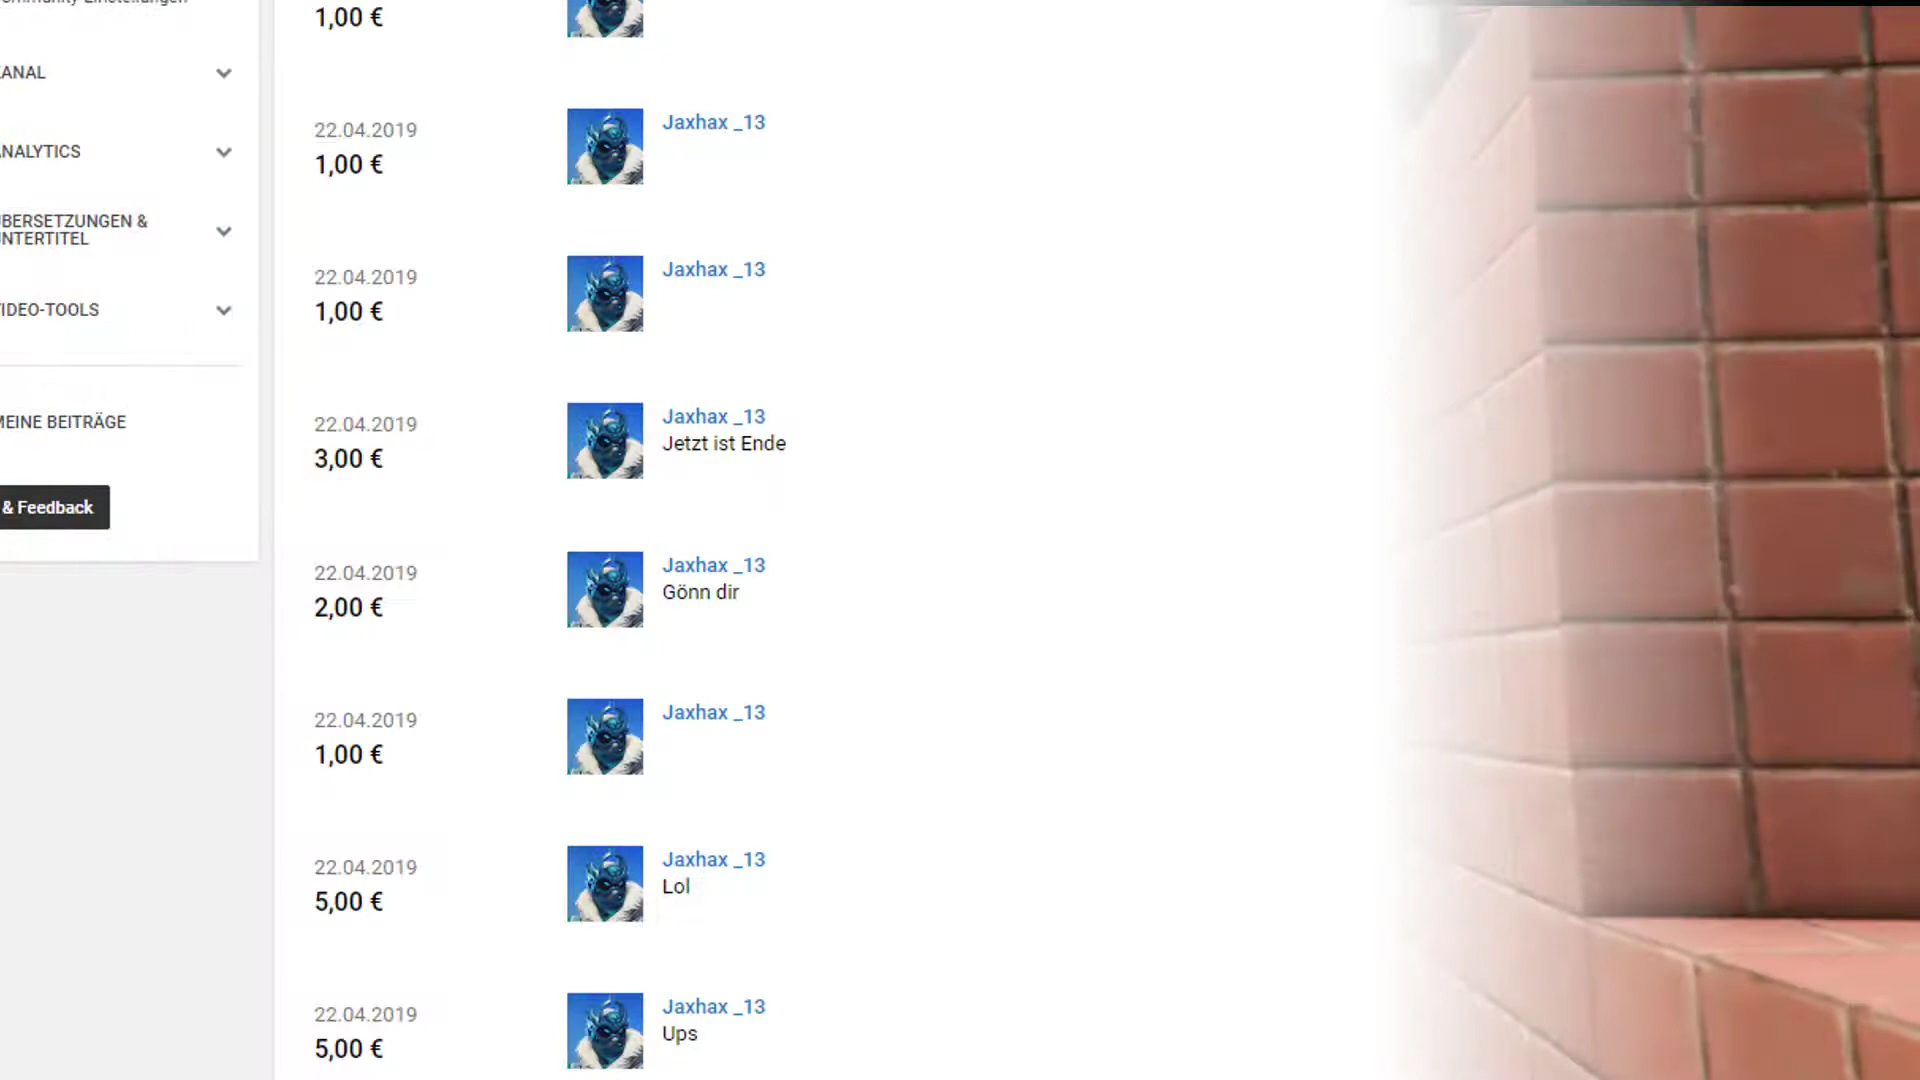 1,00 €
ANAL
NALYTICS
BERSETZUNGEN &
NTERTITEL
IDEO-TOOLS
MEINE BEITRÄGE
& Feedback
22.04.2019
1,00 €
Jaxhax _13
22.04.2019
1,00 €
Jaxhax _13
22.04.2019
3,00 €
Jaxhax _13
Jetzt ist Ende
22.04.2019
2,00 €
Jaxhax _13
Gönn dir
22.04.2019
1,00 €
Jaxhax _13
22.04.2019
5,00 €
Jaxhax _13
Lol
22.04.2019
5,00 €
Jaxhax _13
Ups